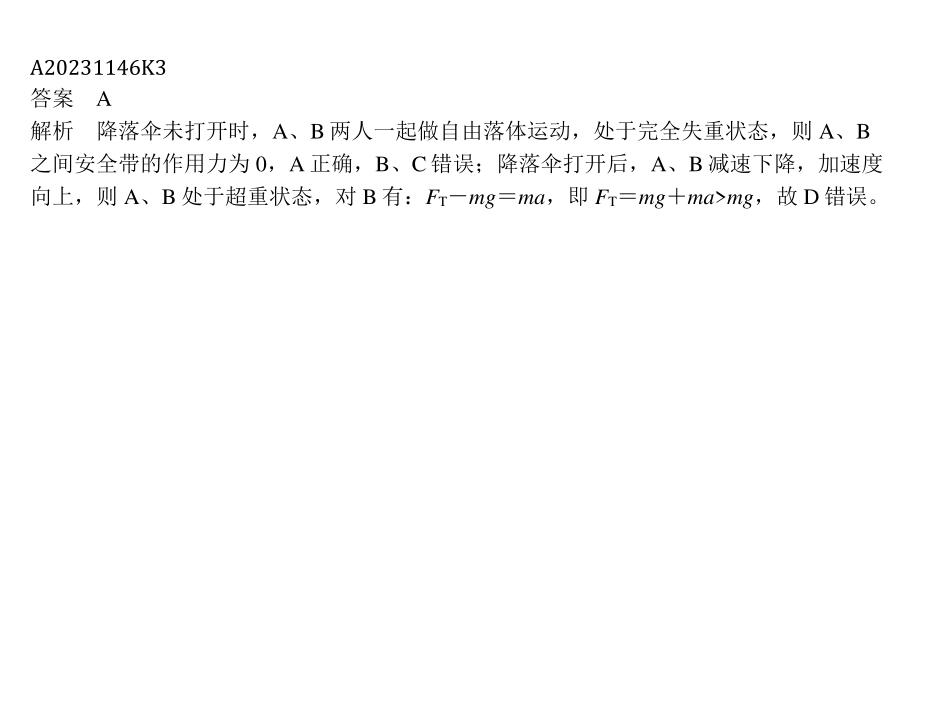 A20231146K3
答案　A
解析　降落伞未打开时，A、B 两人一起做自由落体运动，处于完全失重状态，则 A、B
之间安全带的作用力为 0，A 正确，B、C 错误；降落伞打开后，A、B 减速下降，加速度
向上，则 A、B 处于超重状态，对 B 有：FT－mg＝ma，即 FT＝mg＋ma>mg，故 D 错误。